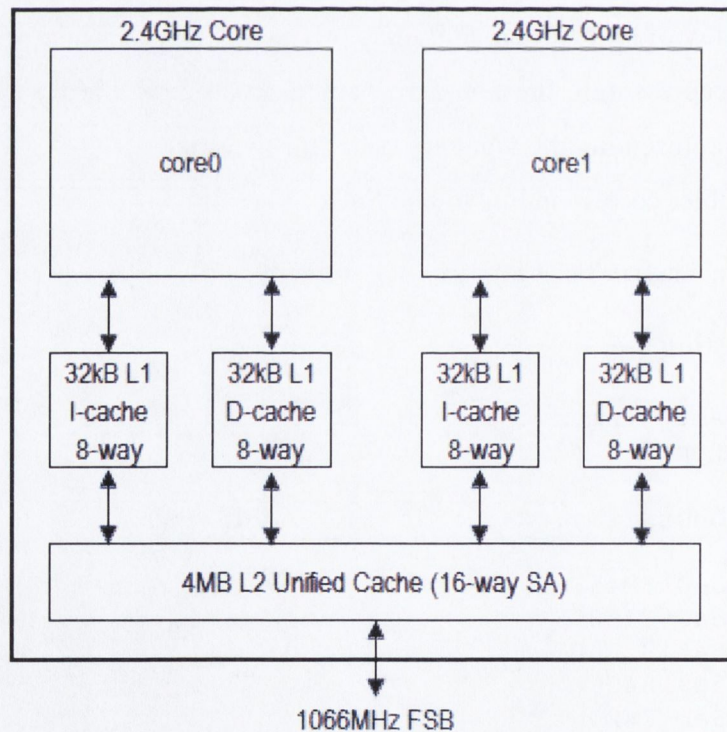 2.4GHz Core
2.4GHz Core
core0
core1
32kB L1
I-cache
8-way
32kB L1
D-cache
8-way
32kB L1
I-cache
8-way
32kB L1
D-cache
8-way
4MB L2 Unified Cache (16-way SA)
1066MHz FSB